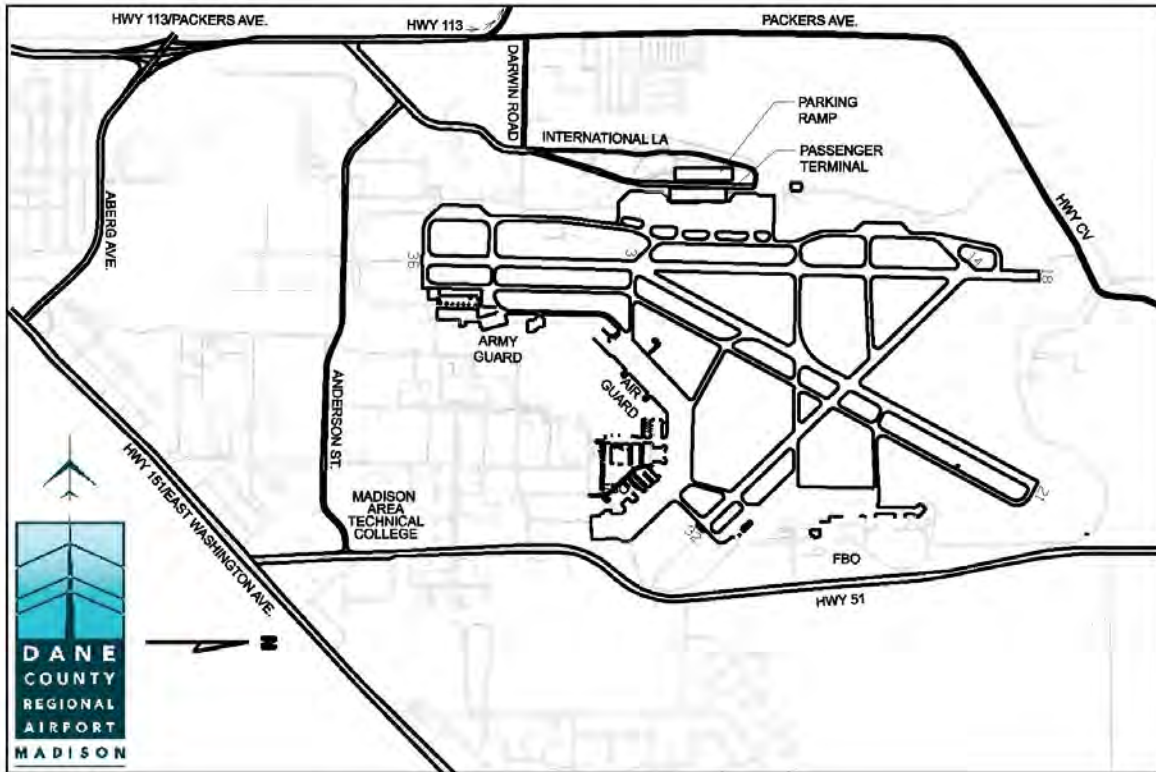 HWY 113/PACKERS AVE.
HWY 113
PACKERS AVE.
DARWIN ROAD
PARKING
RAMP
INTERNATIONAL LA
PASSENGER
TERMINAL
ABERG AVE.
HWY CV
36
3
14
18
ARMY
GUARD
AIR
GUARD
ANDERSON ST.
HWY 151/EAST WASHINGTON AVE.
MADISON
AREA
TECHNICAL
COLLEGE
32
21
FBO
HWY 51
N
DANE
COUNTY
REGIONAL
AIRPORT
MADISON